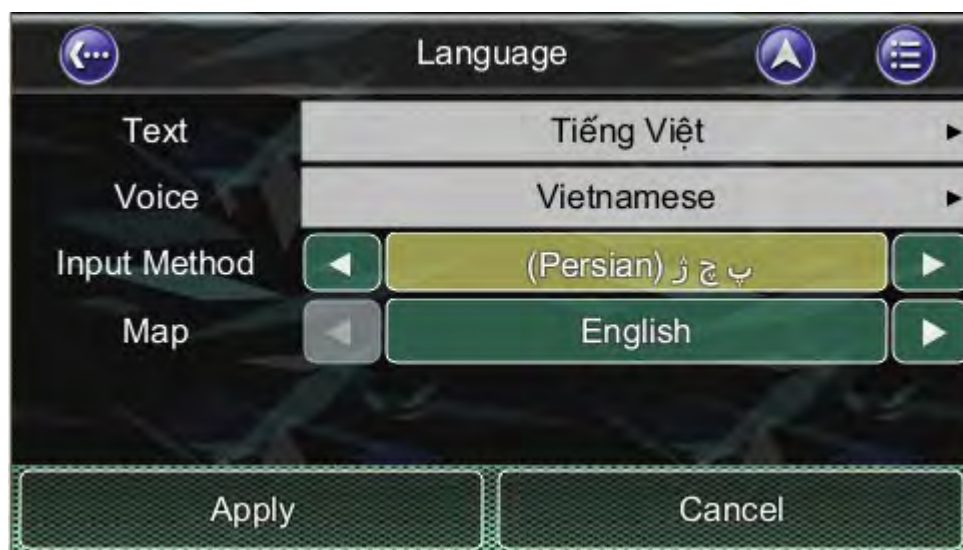 Language
Text Tiếng Việt
Voice Vietnamese
Input Method پ چ ژ (Persian)
Map English
Apply Cancel